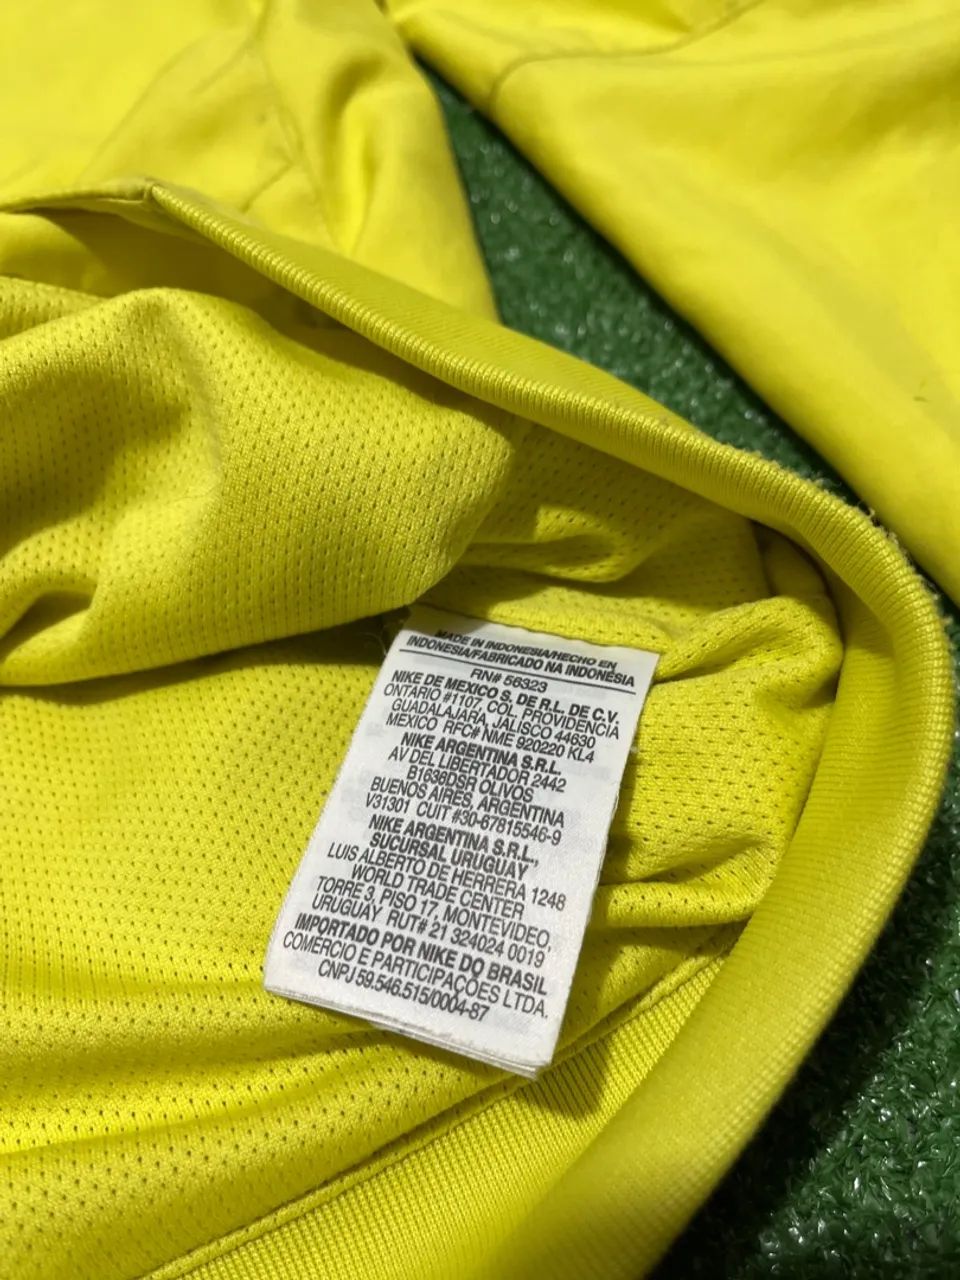 MADE IN INDONESIA/HECHO EN
INDONESIA/FABRICADO NA INDONÉSIA
RN# 56323
NIKE DE MEXICO S. DE R.L. DE C.V.
ONTARIO #1107, COL. PROVIDENCIA
GUADALAJARA, JALISCO 44630
MEXICO RFC# NME 920220 KL4
NIKE ARGENTINA S.R.L.
AV DEL LIBERTADOR 2442
B1636DSR OLIVOS
BUENOS AIRES, ARGENTINA
V31301 CUIT #30-67815546-9
NIKE ARGENTINA S.R.L.,
SUCURSAL URUGUAY
LUIS ALBERTO DE HERRERA 1248
WORLD TRADE CENTER
TORRE 3, PISO 17, MONTEVIDEO,
URUGUAY RUT# 21 324024 0019
IMPORTADO POR NIKE DO BRASIL
COMERCIO E PARTICIPAÇÕES LTDA.
CNPJ 59.546.515/0004-87